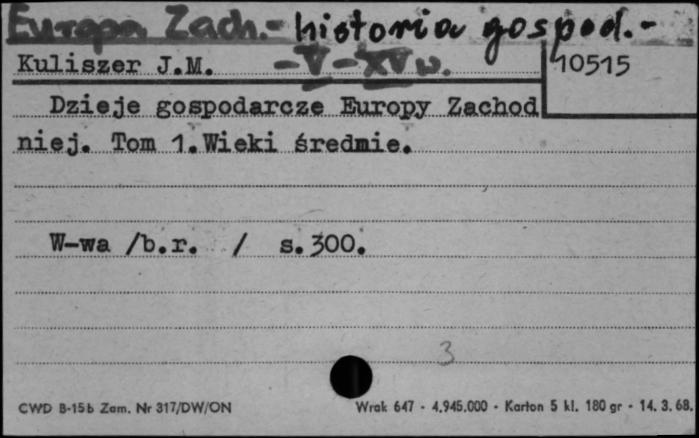 Europa Zach. - historia gospod. -
Kuliszer J.M. - V - XV w. 10515
Dzieje gospodarcze Europy Zachod
niej. Tom 1. Wieki średnie.
W-wa /b.r. / s. 300.
3
CWD B-15b Zam. Nr 317/DW/ON Wrak 647 - 4.945.000 - Karton 5 kl. 180 gr - 14. 3. 68.